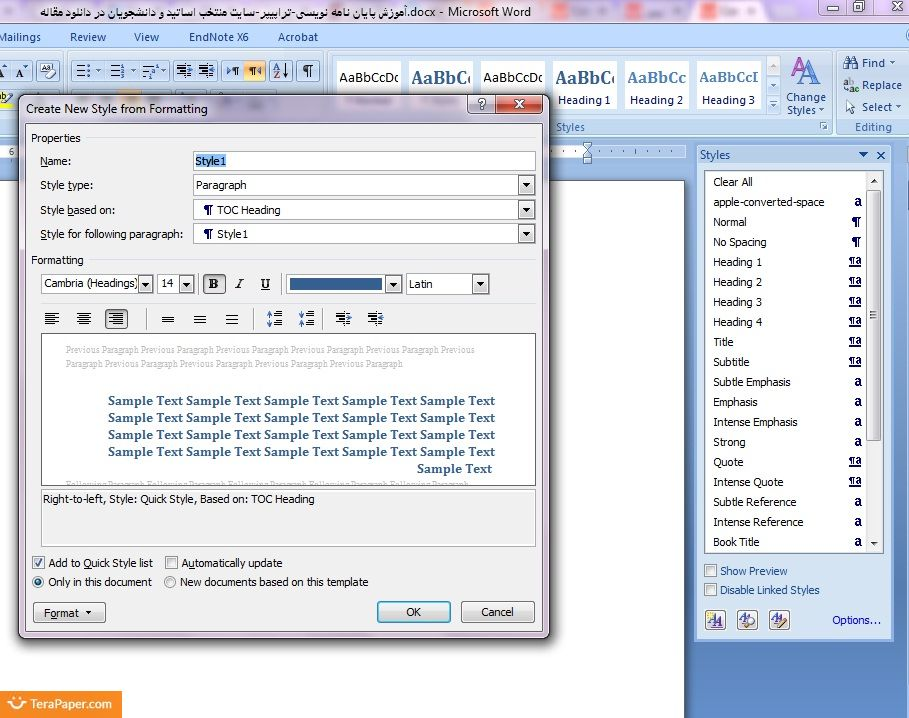 آموزش پایان نامه نویسی-تراپیپر-سایت منتخب اساتید و دانشجویان در دانلود مقاله.docx - Microsoft Word
Mailings Review View EndNote X6 Acrobat
AaBbCcDc AaBbCc AaBbCcDc AaBbCc AaBbCc AaBbCcI
Heading 1 Heading 2 Heading 3
Change Styles
Find
Replace
Select
Styles
Editing
Create New Style from Formatting
Properties
Name: Style1
Style type: Paragraph
Style based on: ¶ TOC Heading
Style for following paragraph: ¶ Style1
Formatting
Cambria (Headings) 14 B I U Latin
Previous Paragraph Previous Paragraph Previous Paragraph Previous Paragraph Previous Paragraph Previous
Paragraph Previous Paragraph Previous Paragraph Previous Paragraph Previous Paragraph
Sample Text Sample Text Sample Text Sample Text Sample Text
Sample Text Sample Text Sample Text Sample Text Sample Text
Sample Text Sample Text Sample Text Sample Text Sample Text
Sample Text Sample Text Sample Text Sample Text Sample Text
Sample Text
Following Paragraph Following Paragraph Following Paragraph Following Paragraph Following Paragraph
Right-to-left, Style: Quick Style, Based on: TOC Heading
Add to Quick Style list Automatically update
Only in this document New documents based on this template
Format OK Cancel
Styles
Clear All
apple-converted-space a
Normal ¶
No Spacing ¶
Heading 1 ¶a
Heading 2 ¶a
Heading 3 ¶a
Heading 4 ¶a
Title ¶a
Subtitle ¶a
Subtle Emphasis a
Emphasis a
Intense Emphasis a
Strong a
Quote ¶a
Intense Quote ¶a
Subtle Reference a
Intense Reference a
Book Title a
Show Preview
Disable Linked Styles
Options...
TeraPaper.com